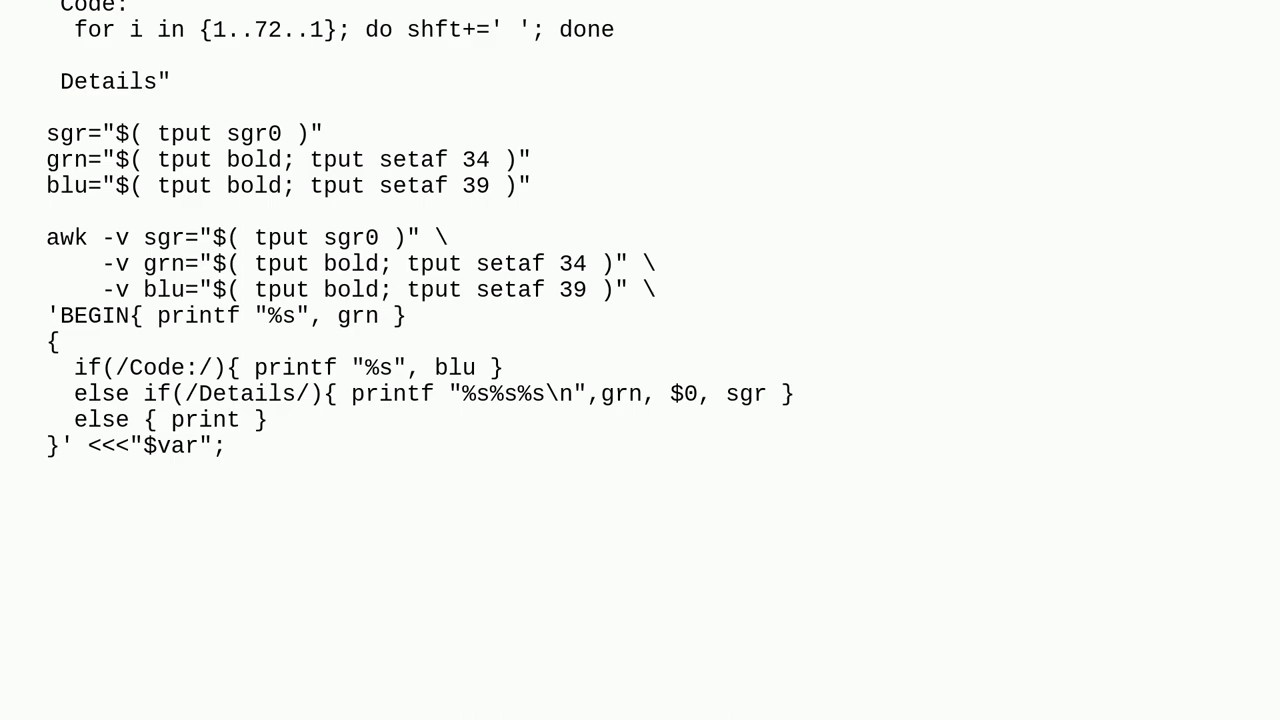 Code:
  for i in {1..72..1}; do shft+=' '; done

 Details"

sgr="$( tput sgr0 )"
grn="$( tput bold; tput setaf 34 )"
blu="$( tput bold; tput setaf 39 )"

awk -v sgr="$( tput sgr0 )" \
    -v grn="$( tput bold; tput setaf 34 )" \
    -v blu="$( tput bold; tput setaf 39 )" \
'BEGIN{ printf "%s", grn }
{
  if(/Code:/){ printf "%s", blu }
  else if(/Details/){ printf "%s%s%s\n",grn, $0, sgr }
  else { print }
}' <<<"$var";